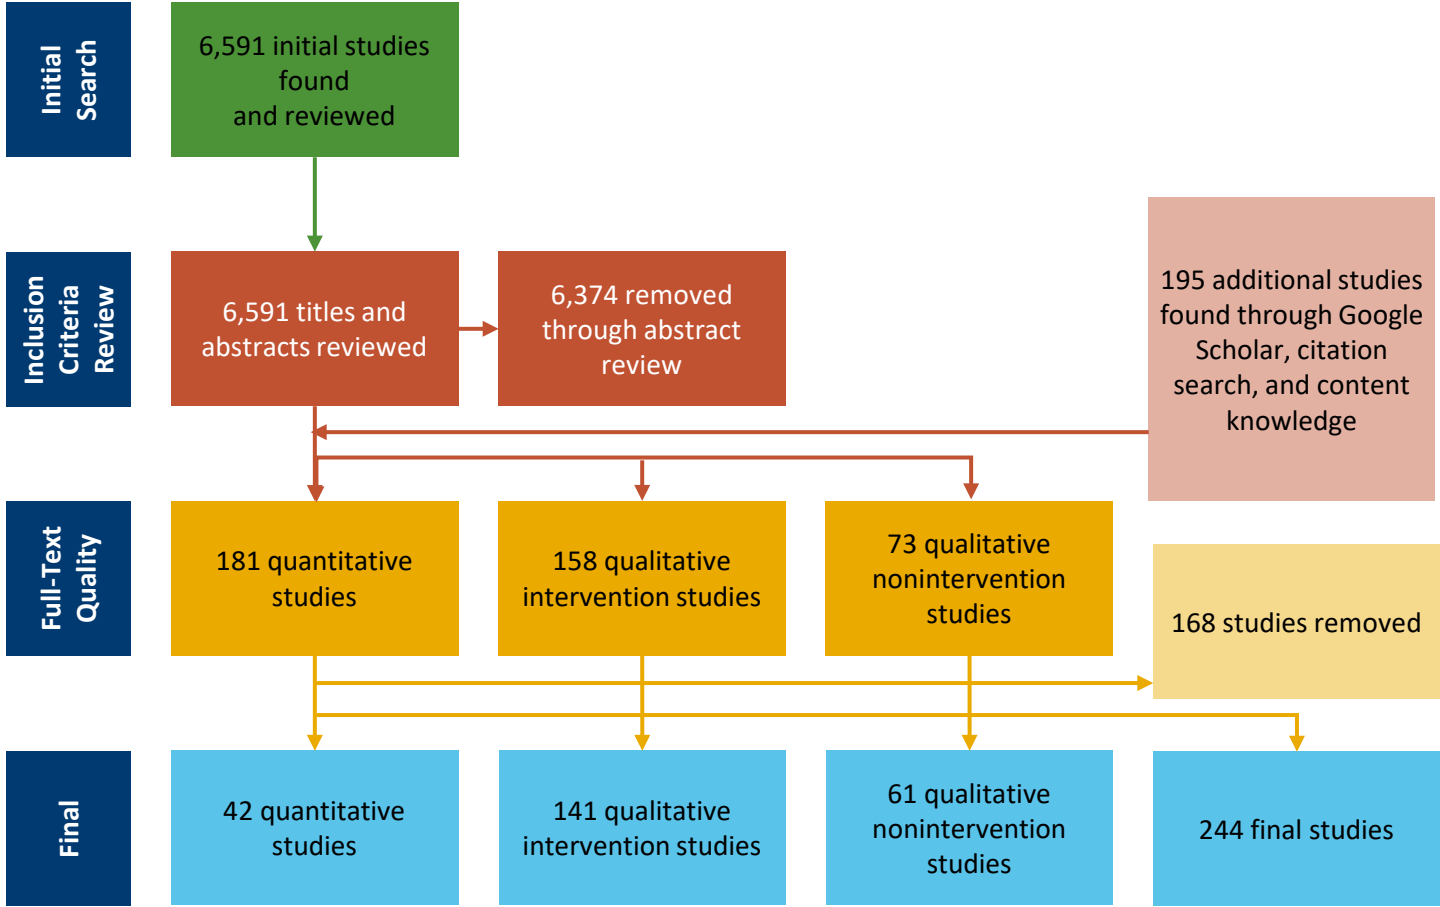 Initial
Search
6,591 initial studies
found
and reviewed
Inclusion
Criteria
Review
6,591 titles and
abstracts reviewed
6,374 removed
through abstract
review
195 additional studies
found through Google
Scholar, citation
search, and content
knowledge
Full-Text
Quality
181 quantitative
studies
158 qualitative
intervention studies
73 qualitative
nonintervention
studies
168 studies removed
Final
42 quantitative
studies
141 qualitative
intervention studies
61 qualitative
nonintervention
studies
244 final studies